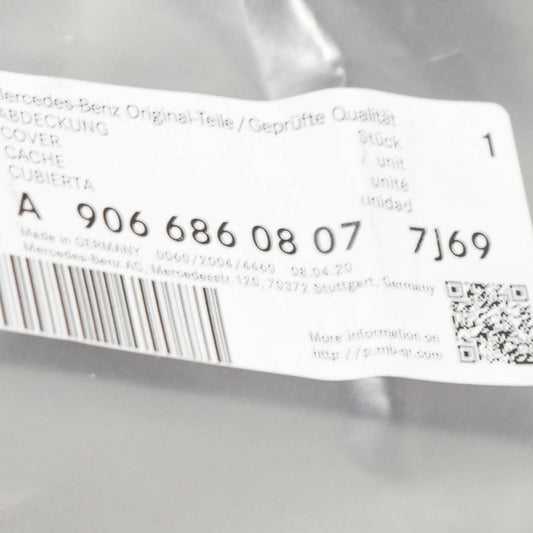 Mercedes-Benz Original-Teile / Geprüfte Qualität
ABDECKUNG Stück 1
COVER unit
CACHE unité
CUBIERTA unidad
A 906 686 08 07 7J69
Made in GERMANY 0060/2004/4460 08.04.20
Mercedes-Benz AG, Mercedesstr.120, 70372 Stuttgart, Germany
More information on
http://p.mb-qr.com